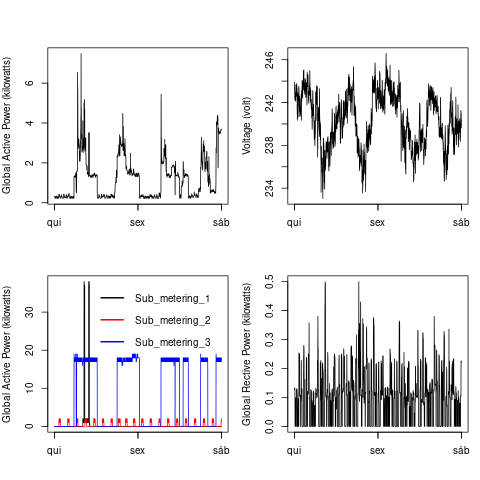 Global Active Power (kilowatts)
6
4
2
0
qui
sex
sáb
Voltage (volt)
246
242
238
234
qui
sex
sáb
Global Active Power (kilowatts)
30
20
10
0
Sub_metering_1
Sub_metering_2
Sub_metering_3
qui
sex
sáb
Global Rective Power (kilowatts)
0.5
0.4
0.3
0.2
0.1
0.0
qui
sex
sáb